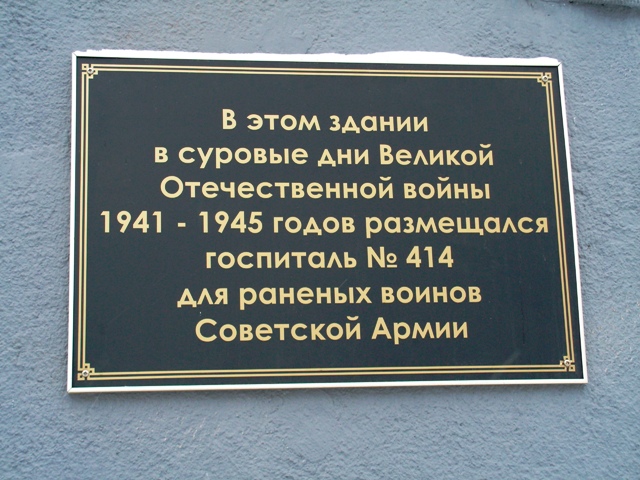 В этом здании
в суровые дни Великой
Отечественной войны
1941 - 1945 годов размещался
госпиталь № 414
для раненых воинов
Советской Армии